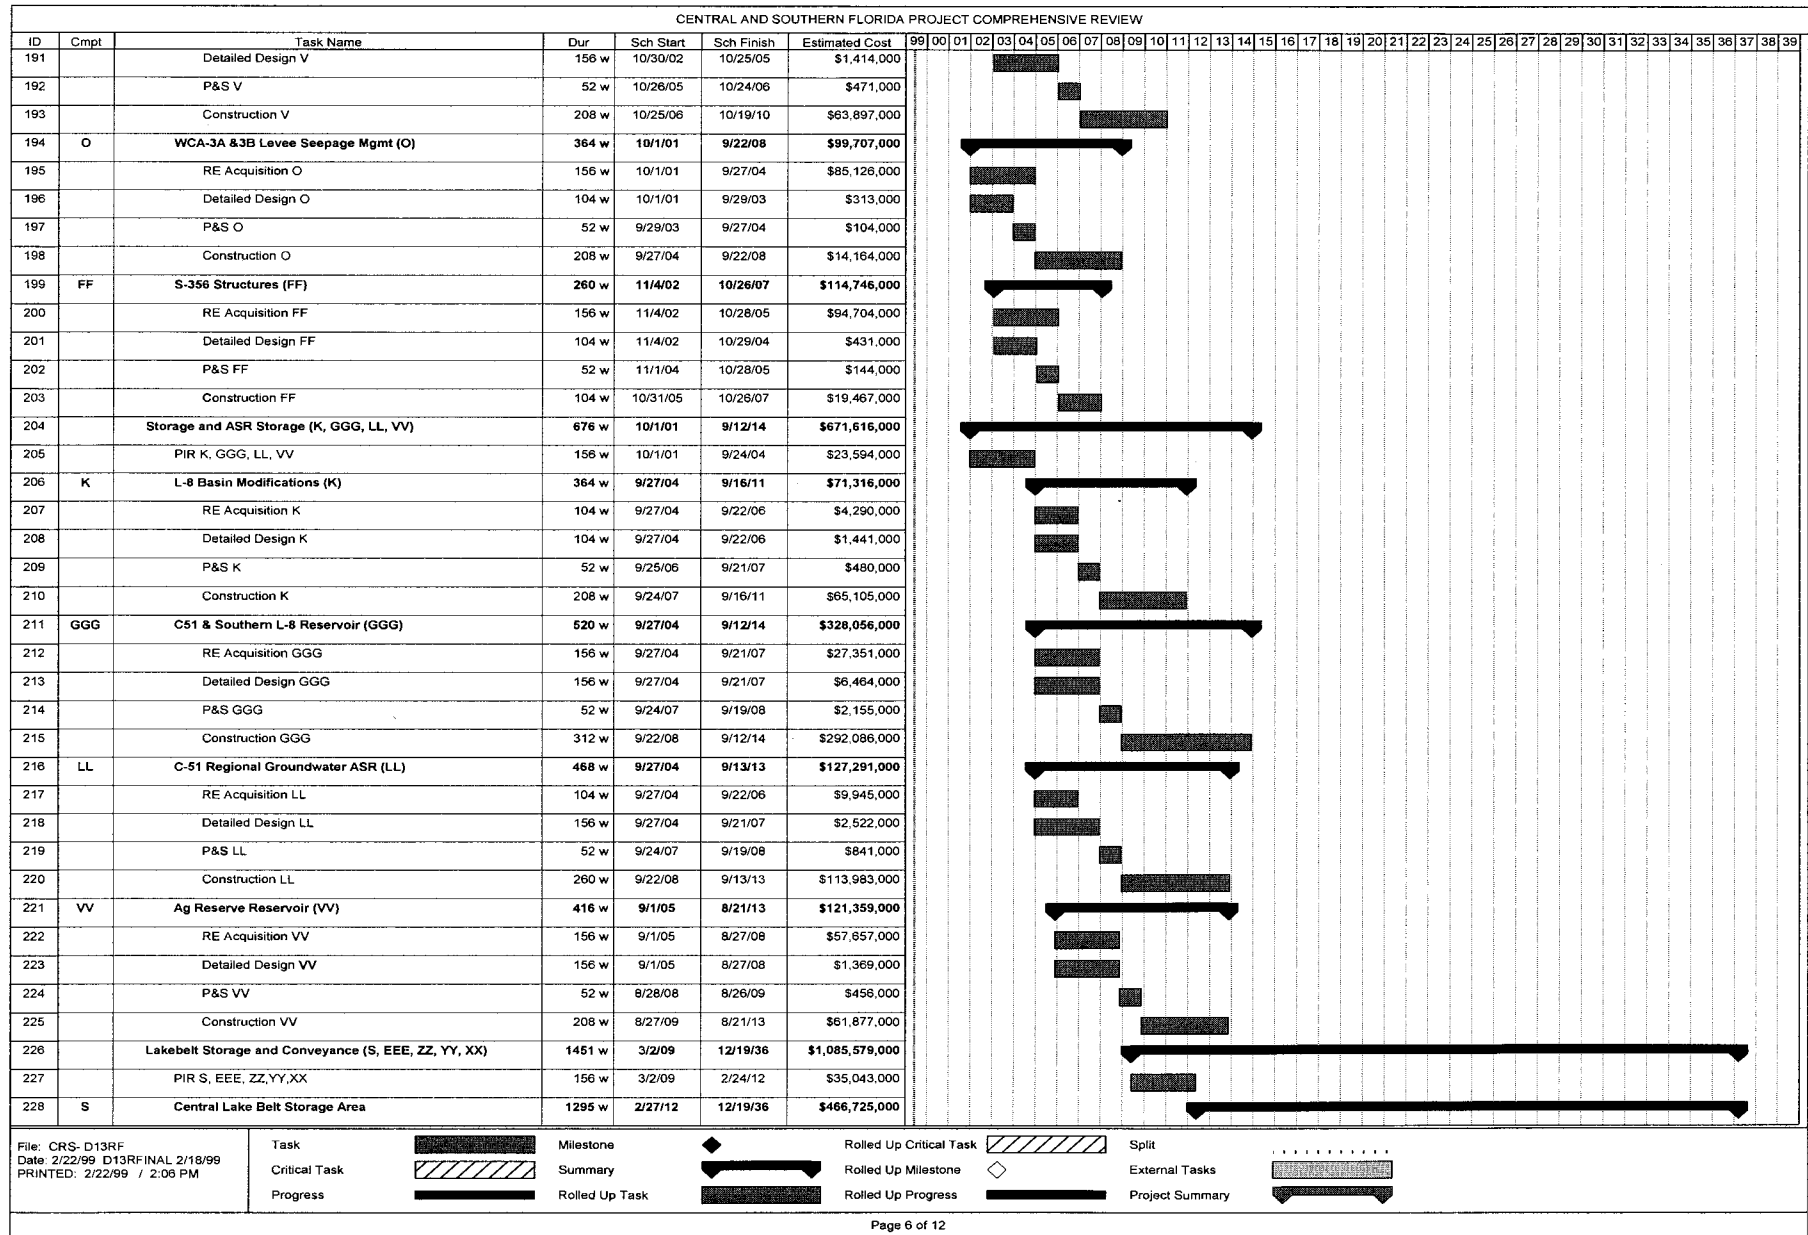 CENTRAL AND SOUTHERN FLORIDA PROJECT COMPREHENSIVE REVIEW
ID Cmpt Task Name Dur Sch Start Sch Finish Estimated Cost 99 00 01 02 03 04 05 06 07 08 09 10 11 12 13 14 15 16 17 18 19 20 21 22 23 24 25 26 27 28 29 30 31 32 33 34 35 36 37 38 39
191 Detailed Design V 156 w 10/30/02 10/25/05 $1,414,000
192 P&S V 52 w 10/26/05 10/24/06 $471,000
193 Construction V 208 w 10/25/06 10/19/10 $63,897,000
194 O WCA-3A &3B Levee Seepage Mgmt (O) 364 w 10/1/01 9/22/08 $99,707,000
195 RE Acquisition O 156 w 10/1/01 9/27/04 $85,126,000
196 Detailed Design O 104 w 10/1/01 9/29/03 $313,000
197 P&S O 52 w 9/29/03 9/27/04 $104,000
198 Construction O 208 w 9/27/04 9/22/08 $14,164,000
199 FF S-356 Structures (FF) 260 w 11/4/02 10/26/07 $114,746,000
200 RE Acquisition FF 156 w 11/4/02 10/28/05 $94,704,000
201 Detailed Design FF 104 w 11/4/02 10/29/04 $431,000
202 P&S FF 52 w 11/1/04 10/28/05 $144,000
203 Construction FF 104 w 10/31/05 10/26/07 $19,467,000
204 Storage and ASR Storage (K, GGG, LL, VV) 676 w 10/1/01 9/12/14 $671,616,000
205 PIR K, GGG, LL, VV 156 w 10/1/01 9/24/04 $23,594,000
206 K L-8 Basin Modifications (K) 364 w 9/27/04 9/16/11 $71,316,000
207 RE Acquisition K 104 w 9/27/04 9/22/06 $4,290,000
208 Detailed Design K 104 w 9/27/04 9/22/06 $1,441,000
209 P&S K 52 w 9/25/06 9/21/07 $480,000
210 Construction K 208 w 9/24/07 9/16/11 $65,105,000
211 GGG C51 & Southern L-8 Reservoir (GGG) 520 w 9/27/04 9/12/14 $328,056,000
212 RE Acquisition GGG 156 w 9/27/04 9/21/07 $27,351,000
213 Detailed Design GGG 156 w 9/27/04 9/21/07 $6,464,000
214 P&S GGG 52 w 9/24/07 9/19/08 $2,155,000
215 Construction GGG 312 w 9/22/08 9/12/14 $292,086,000
216 LL C-51 Regional Groundwater ASR (LL) 468 w 9/27/04 9/13/13 $127,291,000
217 RE Acquisition LL 104 w 9/27/04 9/22/06 $9,945,000
218 Detailed Design LL 156 w 9/27/04 9/21/07 $2,522,000
219 P&S LL 52 w 9/24/07 9/19/08 $841,000
220 Construction LL 260 w 9/22/08 9/13/13 $113,983,000
221 VV Ag Reserve Reservoir (VV) 416 w 9/1/05 8/21/13 $121,359,000
222 RE Acquisition VV 156 w 9/1/05 8/27/08 $57,657,000
223 Detailed Design VV 156 w 9/1/05 8/27/08 $1,369,000
224 P&S VV 52 w 8/28/08 8/26/09 $456,000
225 Construction VV 208 w 8/27/09 8/21/13 $61,877,000
226 Lakebelt Storage and Conveyance (S, EEE, ZZ, YY, XX) 1451 w 3/2/09 12/19/36 $1,085,579,000
227 PIR S, EEE, ZZ,YY,XX 156 w 3/2/09 2/24/12 $35,043,000
228 S Central Lake Belt Storage Area 1295 w 2/27/12 12/19/36 $466,725,000
File: CRS- D13RF
Date: 2/22/99 D13RFINAL 2/18/99
PRINTED: 2/22/99 / 2:06 PM
Task Milestone Rolled Up Critical Task Split
Critical Task Summary Rolled Up Milestone External Tasks
Progress Rolled Up Task Rolled Up Progress Project Summary
Page 6 of 12